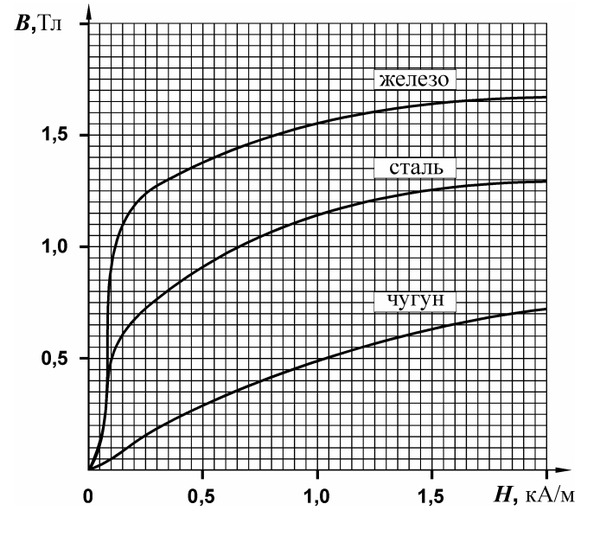 B,Тл
железо
1,5
сталь
1,0
чугун
0,5
0 0,5 1,0 1,5 H, кА/м